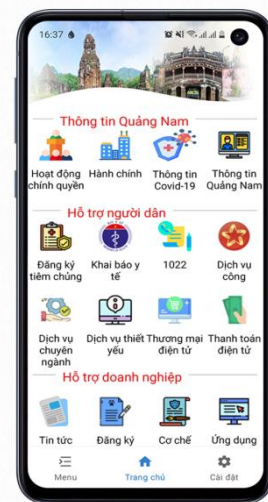 16:37
Thông tin Quảng Nam
Hoạt động Hành chính Thông tin Thông tin
chính quyền Covid-19 Quảng Nam
Hỗ trợ người dân
Đăng ký Khai báo y 1022 Dịch vụ
tiêm chủng tế công
Dịch vụ Dịch vụ thiết Thương mại Thanh toán
chuyên yếu điện tử điện tử
ngành
Hỗ trợ doanh nghiệp
Tin tức Đăng ký Cơ chế Ứng dụng
Menu Trang chủ Cài đặt